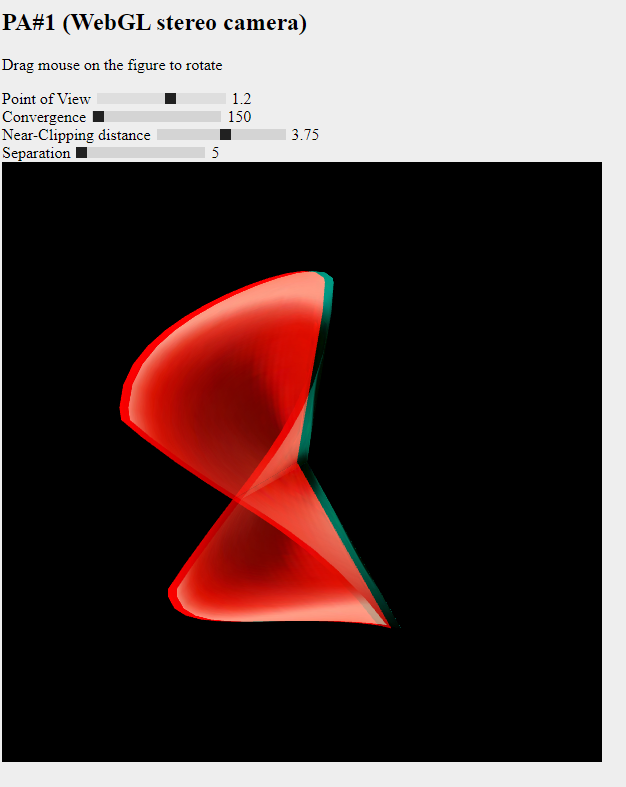 PA#1 (WebGL stereo camera)
Drag mouse on the figure to rotate
Point of View 1.2
Convergence 150
Near-Clipping distance 3.75
Separation 5